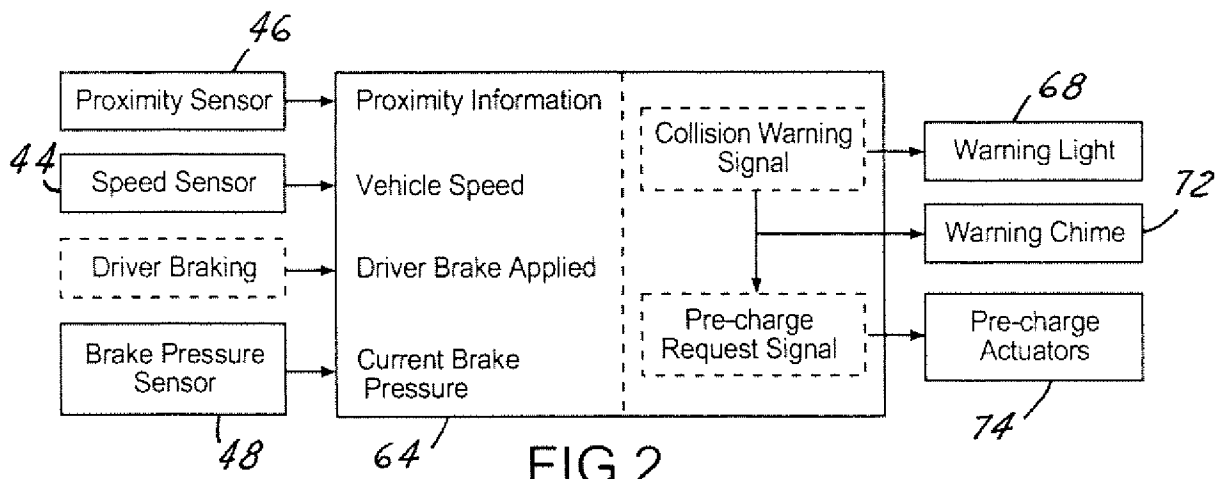 46
Proximity Sensor
Proximity Information
Collision Warning
Signal
68
Warning Light
44
Speed Sensor
Vehicle Speed
72
Warning Chime
Driver Braking
Driver Brake Applied
Pre-charge
Request Signal
Pre-charge
Actuators
Brake Pressure
Sensor
Current Brake
Pressure
48
64
74
FIG.2